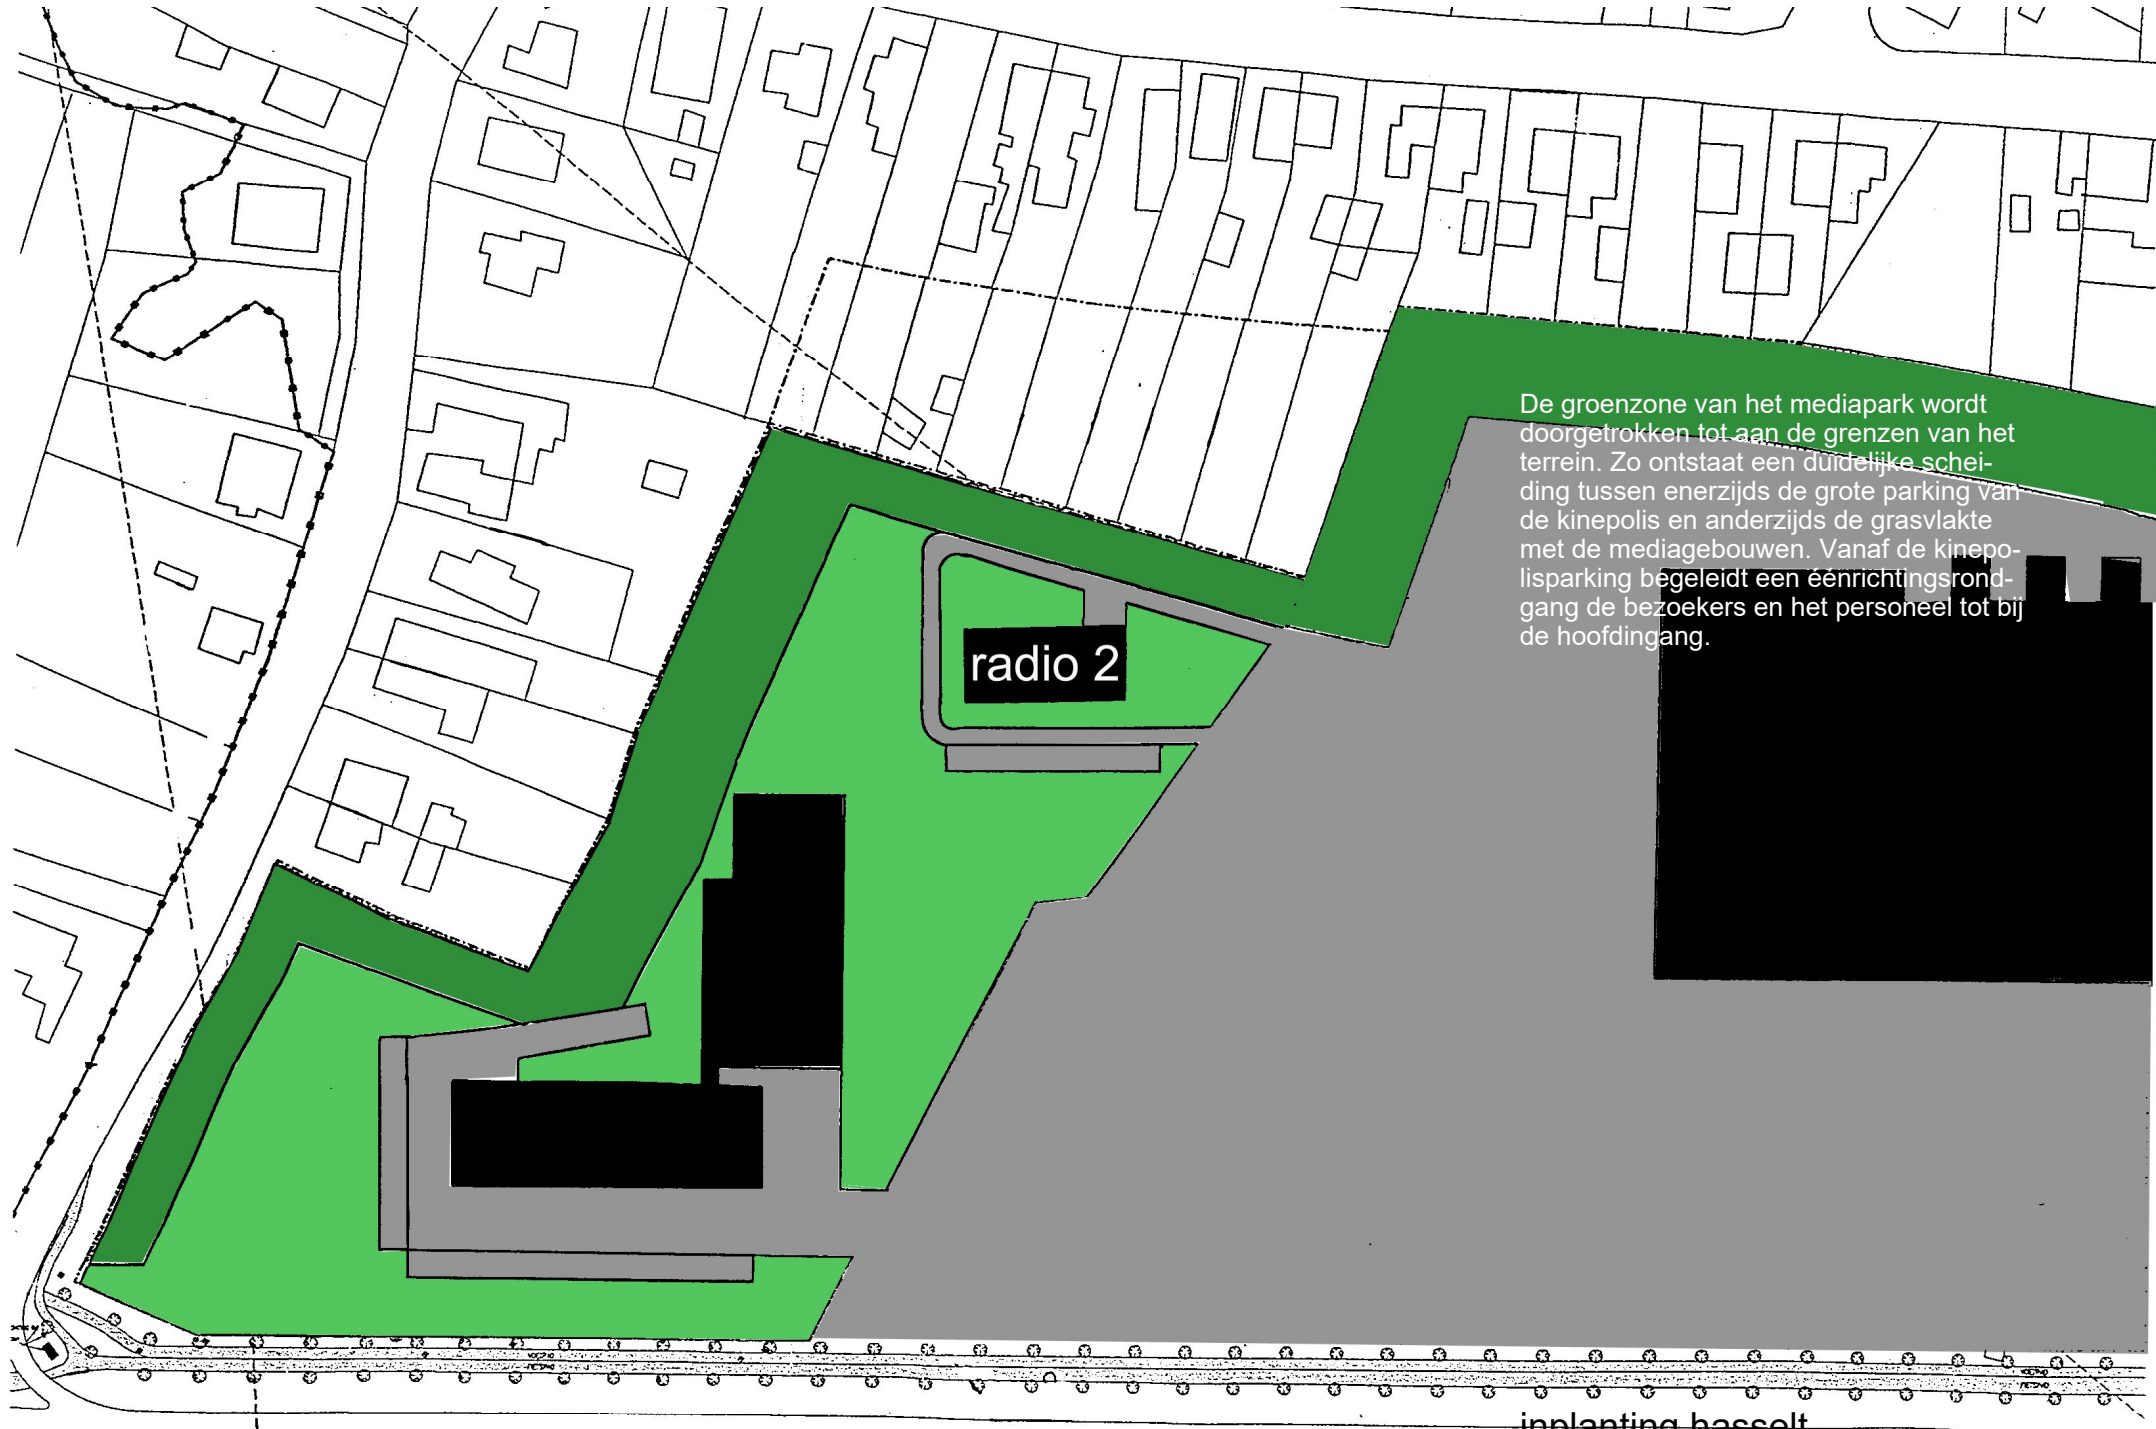 De groenzone van het mediapark wordt
doorgetrokken tot aan de grenzen van het
terrein. Zo ontstaat een duidelijke schei-
ding tussen enerzijds de grote parking van
de kinepolis en anderzijds de grasvlakte
met de mediagebouwen. Vanaf de kinepo-
lisparking begeleidt een éénrichtingsrond-
gang de bezoekers en het personeel tot bij
de hoofdingang.
radio 2
inplanting hasselt